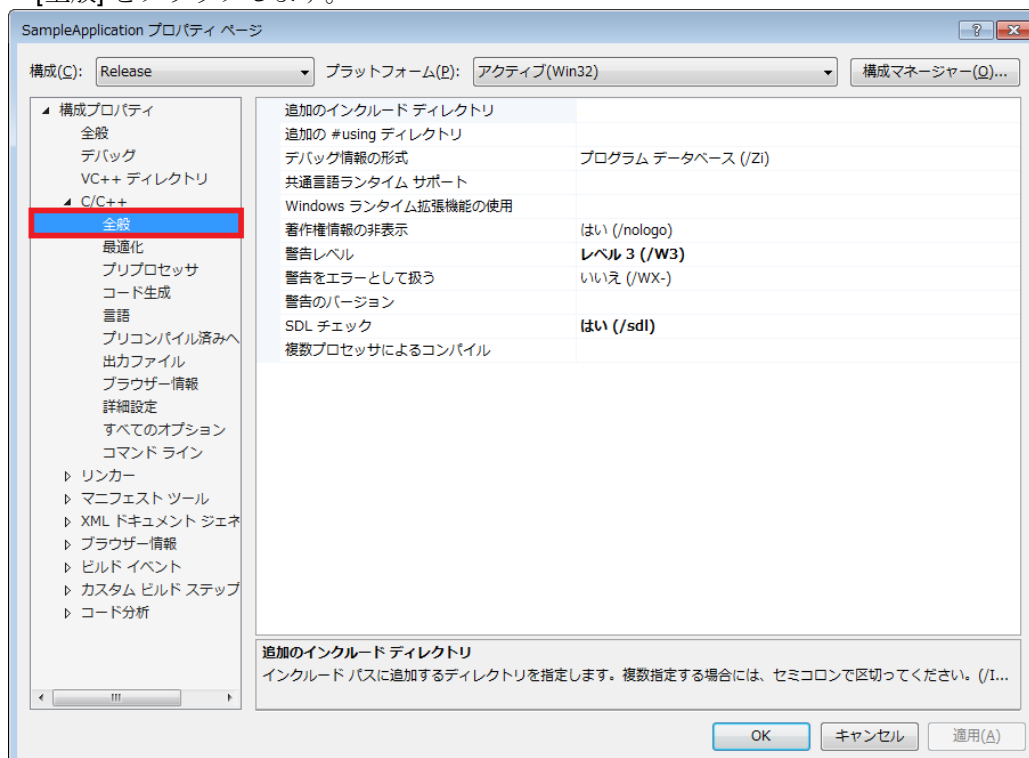 [全般] をクリックします。
SampleApplication プロパティ ページ
構成(C): Release プラットフォーム(P): アクティブ(Win32) 構成マネージャー(O)...
構成プロパティ
全般
デバッグ
VC++ ディレクトリ
C/C++
全般
最適化
プリプロセッサ
コード生成
言語
プリコンパイル済みヘ
出力ファイル
ブラウザー情報
詳細設定
すべてのオプション
コマンド ライン
リンカー
マニフェスト ツール
XML ドキュメント ジェネ
ブラウザー情報
ビルド イベント
カスタム ビルド ステップ
コード分析
追加のインクルード ディレクトリ
追加の #using ディレクトリ
デバッグ情報の形式 プログラム データベース (/Zi)
共通言語ランタイム サポート
Windows ランタイム拡張機能の使用
著作権情報の非表示 はい (/nologo)
警告レベル レベル 3 (/W3)
警告をエラーとして扱う いいえ (/WX-)
警告のバージョン
SDL チェック はい (/sdl)
複数プロセッサによるコンパイル
追加のインクルード ディレクトリ
インクルード パスに追加するディレクトリを指定します。複数指定する場合には、セミコロンで区切ってください。(/I...
OK キャンセル 適用(A)